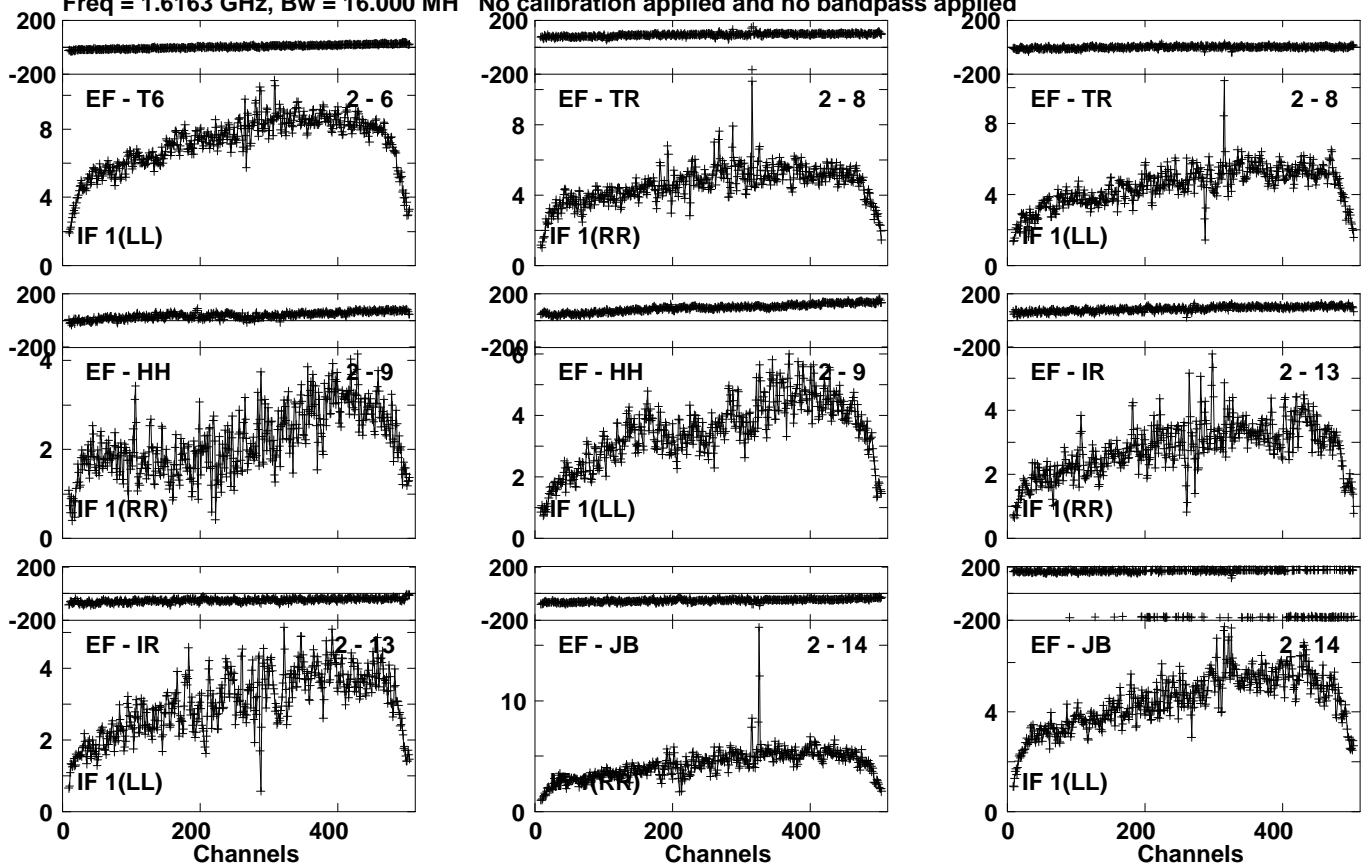 Freq = 1.6163 GHz, Bw = 16.000 MH No calibration applied and no bandpass applied
200 200 200
-200 -200 -200
EF - T6 2 - 6 EF - TR 2 - 8 EF - TR 2 - 8
8 8 8
4 4 4
IF 1(LL) IF 1(RR) IF 1(LL)
0 0 0
200 200 200
-200 -200 -200
4 6
EF - HH 2 - 9 EF - HH 2 - 9 EF - IR 2 - 13
4 4
2 2 2
IF 1(RR) IF 1(LL) IF 1(RR)
0 0 0
200 200 200
-200 -200 -200
EF - IR 2 - 13 EF - JB 2 - 14 EF - JB 2 - 14
4 10 4
2 5
IF 1(LL) IF 1(RR) IF 1(LL)
0 0 0
0 200 400 0 200 400 0 200 400
Channels Channels Channels